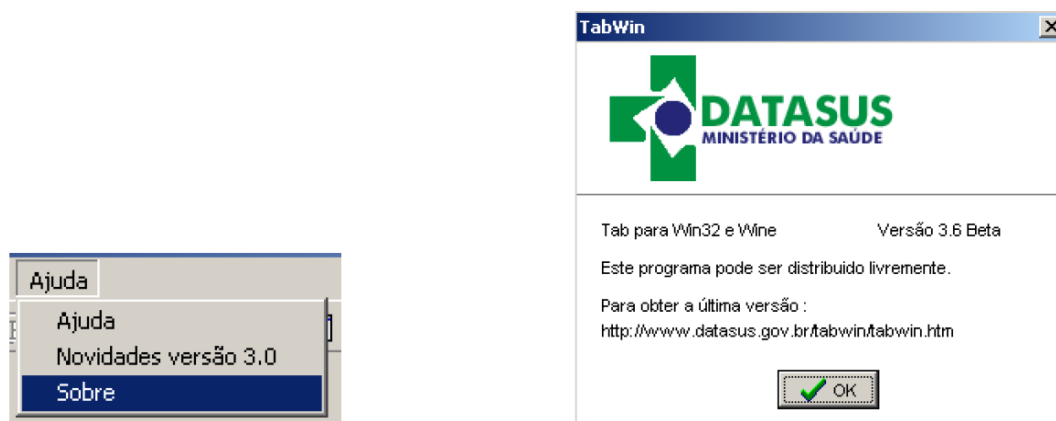 Ajuda
Ajuda
Novidades versão 3.0
Sobre
TabWin
DATASUS
MINISTÉRIO DA SAÚDE
Tab para Win32 e Wine Versão 3.6 Beta
Este programa pode ser distribuido livremente.
Para obter a última versão :
http://www.datasus.gov.br/tabwin/tabwin.htm
OK